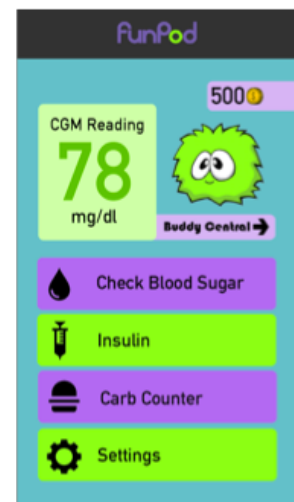 FunPod
500
CGM Reading
78
mg/dl
Buddy Central
Check Blood Sugar
Insulin
Carb Counter
Settings